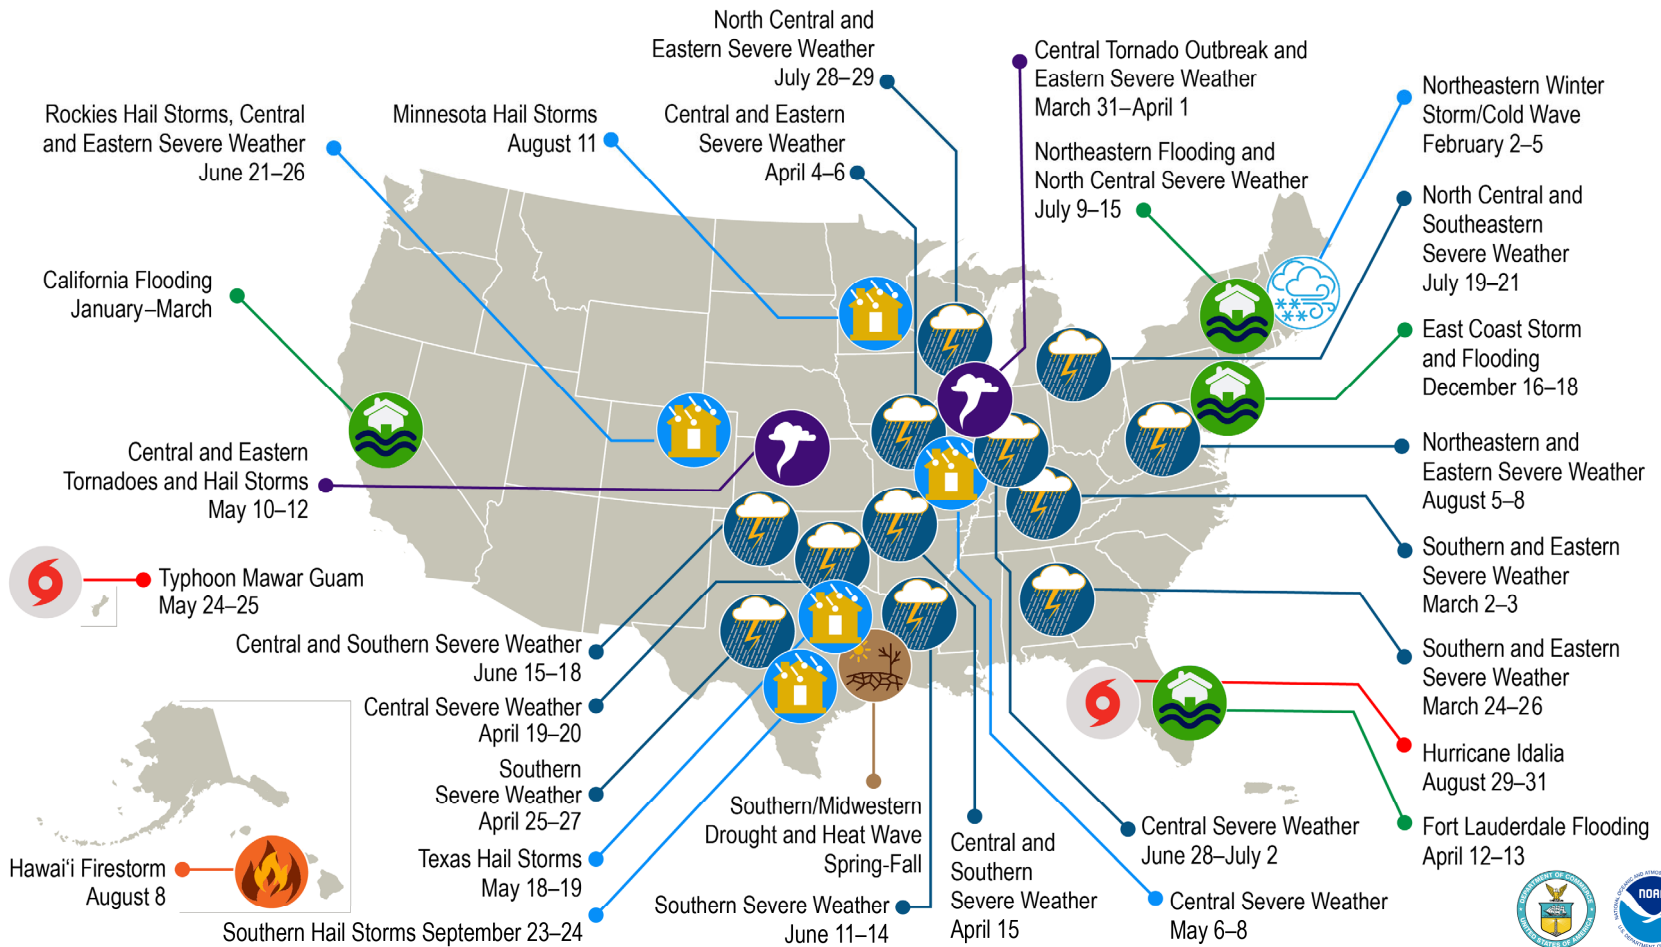 North Central and
Eastern Severe Weather
July 28–29
Central Tornado Outbreak and
Eastern Severe Weather
March 31–April 1
Northeastern Winter
Storm/Cold Wave
February 2–5
Rockies Hail Storms, Central
and Eastern Severe Weather
June 21–26
Minnesota Hail Storms
August 11
Central and Eastern
Severe Weather
April 4–6
Northeastern Flooding and
North Central Severe Weather
July 9–15
North Central and
Southeastern
Severe Weather
July 19–21
California Flooding
January–March
East Coast Storm
and Flooding
December 16–18
Central and Eastern
Tornadoes and Hail Storms
May 10–12
Northeastern and
Eastern Severe Weather
August 5–8
Typhoon Mawar Guam
May 24–25
Southern and Eastern
Severe Weather
March 2–3
Central and Southern Severe Weather
June 15–18
Southern and Eastern
Severe Weather
March 24–26
Central Severe Weather
April 19–20
Hurricane Idalia
August 29–31
Southern
Severe Weather
April 25–27
Southern/Midwestern
Drought and Heat Wave
Spring-Fall
Fort Lauderdale Flooding
April 12–13
Central and
Southern
Severe Weather
April 15
Central Severe Weather
June 28–July 2
Texas Hail Storms
May 18–19
Hawaiʻi Firestorm
August 8
Southern Severe Weather
June 11–14
Central Severe Weather
May 6–8
Southern Hail Storms September 23–24
DEPARTMENT OF COMMERCE
UNITED STATES OF AMERICA